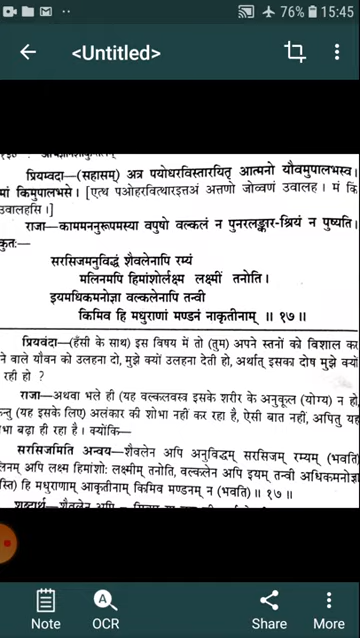 76% 15:45
<Untitled>
प्रियम्वदा— (सहासम्) अत्र पयोधरविस्तारयितृ आत्मनो यौवमुपालभस्व।
मां किमुपालभसे। [एत्थ पओहरवित्थारइत्तअं अत्तणो जोव्वणं उवालह । मं किं
उवालहसि।]
राजा— काममननुरूपमस्या वपुषो वल्कलं न पुनरलङ्कार-श्रियं न पुष्यति।
कुतः—
सरसिजमनुविद्धं शैवलेनापि रम्यं
मलिनमपि हिमांशोर्लक्ष्म लक्ष्मीं तनोति।
इयमधिकमनोज्ञा वल्कलेनापि तन्वी
किमिव हि मधुराणां मण्डनं नाकृतीनाम् ॥ १७॥
प्रियंवदा— (हँसी के साथ) इस विषय में तो (तुम) अपने स्तनों को विशाल कर
ने वाले यौवन को उलहना दो, मुझे क्यों उलहना देती हो, अर्थात् इसका दोष मुझे क्यों
रही हो ?
राजा— अथवा भले ही (यह वल्कलवस्त्र इसके शरीर के अनुकूल (योग्य) न हो,
न्तु (यह इसके लिए) अलंकार की शोभा नहीं कर रहा है, ऐसी बात नहीं, अपितु यह
भा बढ़ा ही रहा है। क्योंकि—
सरसिजमिति अन्वय— शैवलेन अपि अनुविद्धम् सरसिजम् रम्यम् (भवति)
लिनम् अपि लक्ष्म हिमांशोः लक्ष्मीम् तनोति, वल्कलेन अपि इयम् तन्वी अधिकमनोज्ञा
स्ति) हि मधुराणाम् आकृतीनाम् किमिव मण्डनम् न (भवति)॥ १७॥
शब्दार्थ— शैवलेन अपि
Note OCR Share More